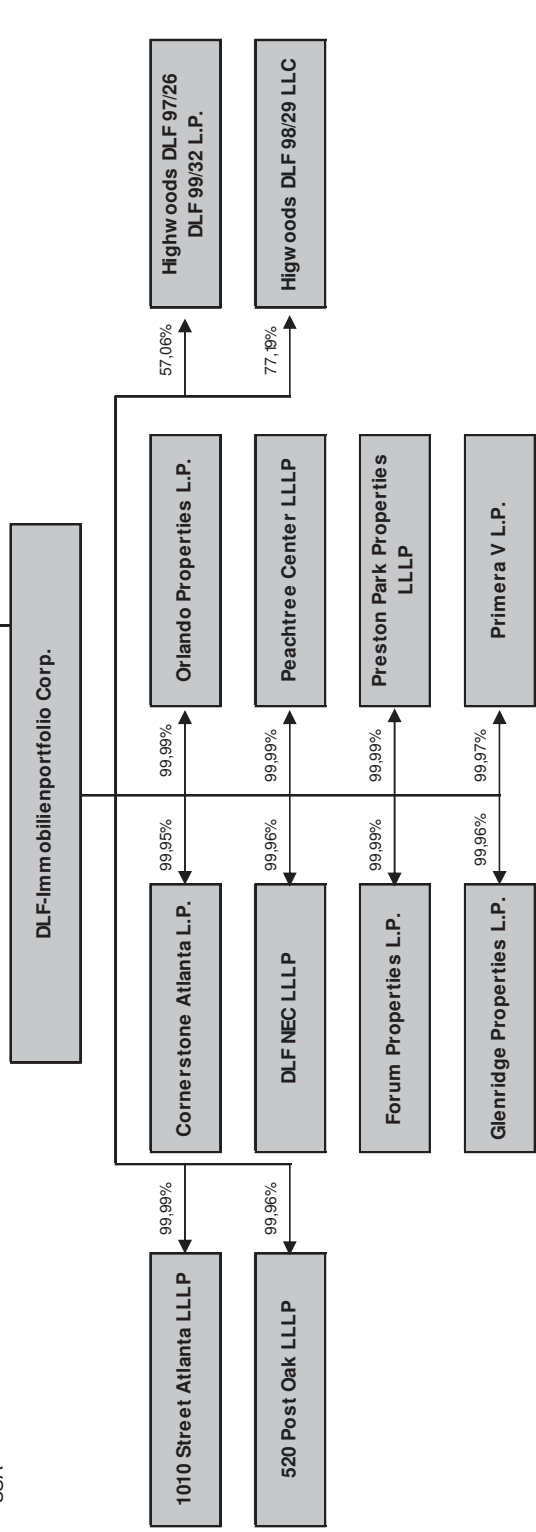 DLF-Immobilienportfolio Corp.
1010 Street Atlanta LLLP
99,99%
Cornerstone Atlanta L.P.
99,95%
99,99%
Orlando Properties L.P.
57,06%
Highwoods DLF 97/26
DLF 99/32 L.P.
520 Post Oak LLLP
99,96%
DLF NEC LLLP
99,96%
99,99%
Peachtree Center LLLP
77,19%
Higwoods DLF 98/29 LLC
Forum Properties L.P.
99,99%
99,99%
Preston Park Properties
LLLP
Glenridge Properties L.P.
99,96%
99,97%
Primera V L.P.